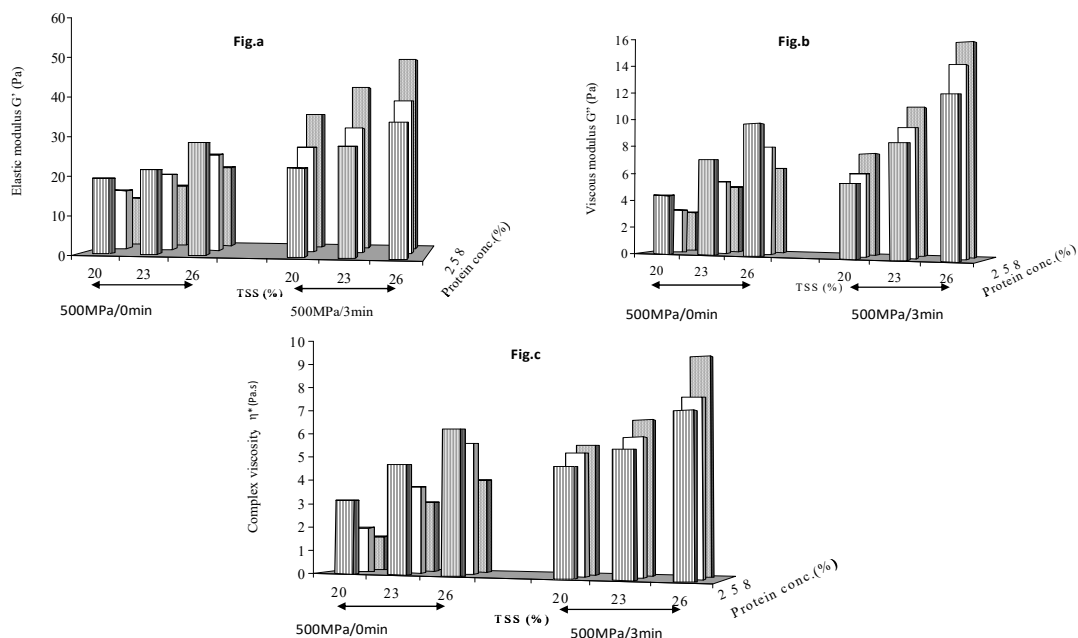 Fig.a
60
50
40
30
20
10
0
Elastic modulus G' (Pa)
20 23 26 20 23 26
TSS (%)
2 5 8
Protein conc.(%)
500MPa/0min 500MPa/3min
Fig.b
16
14
12
10
8
6
4
2
0
Viscous modulus G" (Pa)
20 23 26 20 23 26
TSS (%)
2 5 8
Protein conc.(%)
500MPa/0min 500MPa/3min
Fig.c
10
9
8
7
6
5
4
3
2
1
0
Complex viscosity η* (Pa.s)
20 23 26 20 23 26
TSS (%)
2 5 8
Protein conc.(%)
500MPa/0min 500MPa/3min